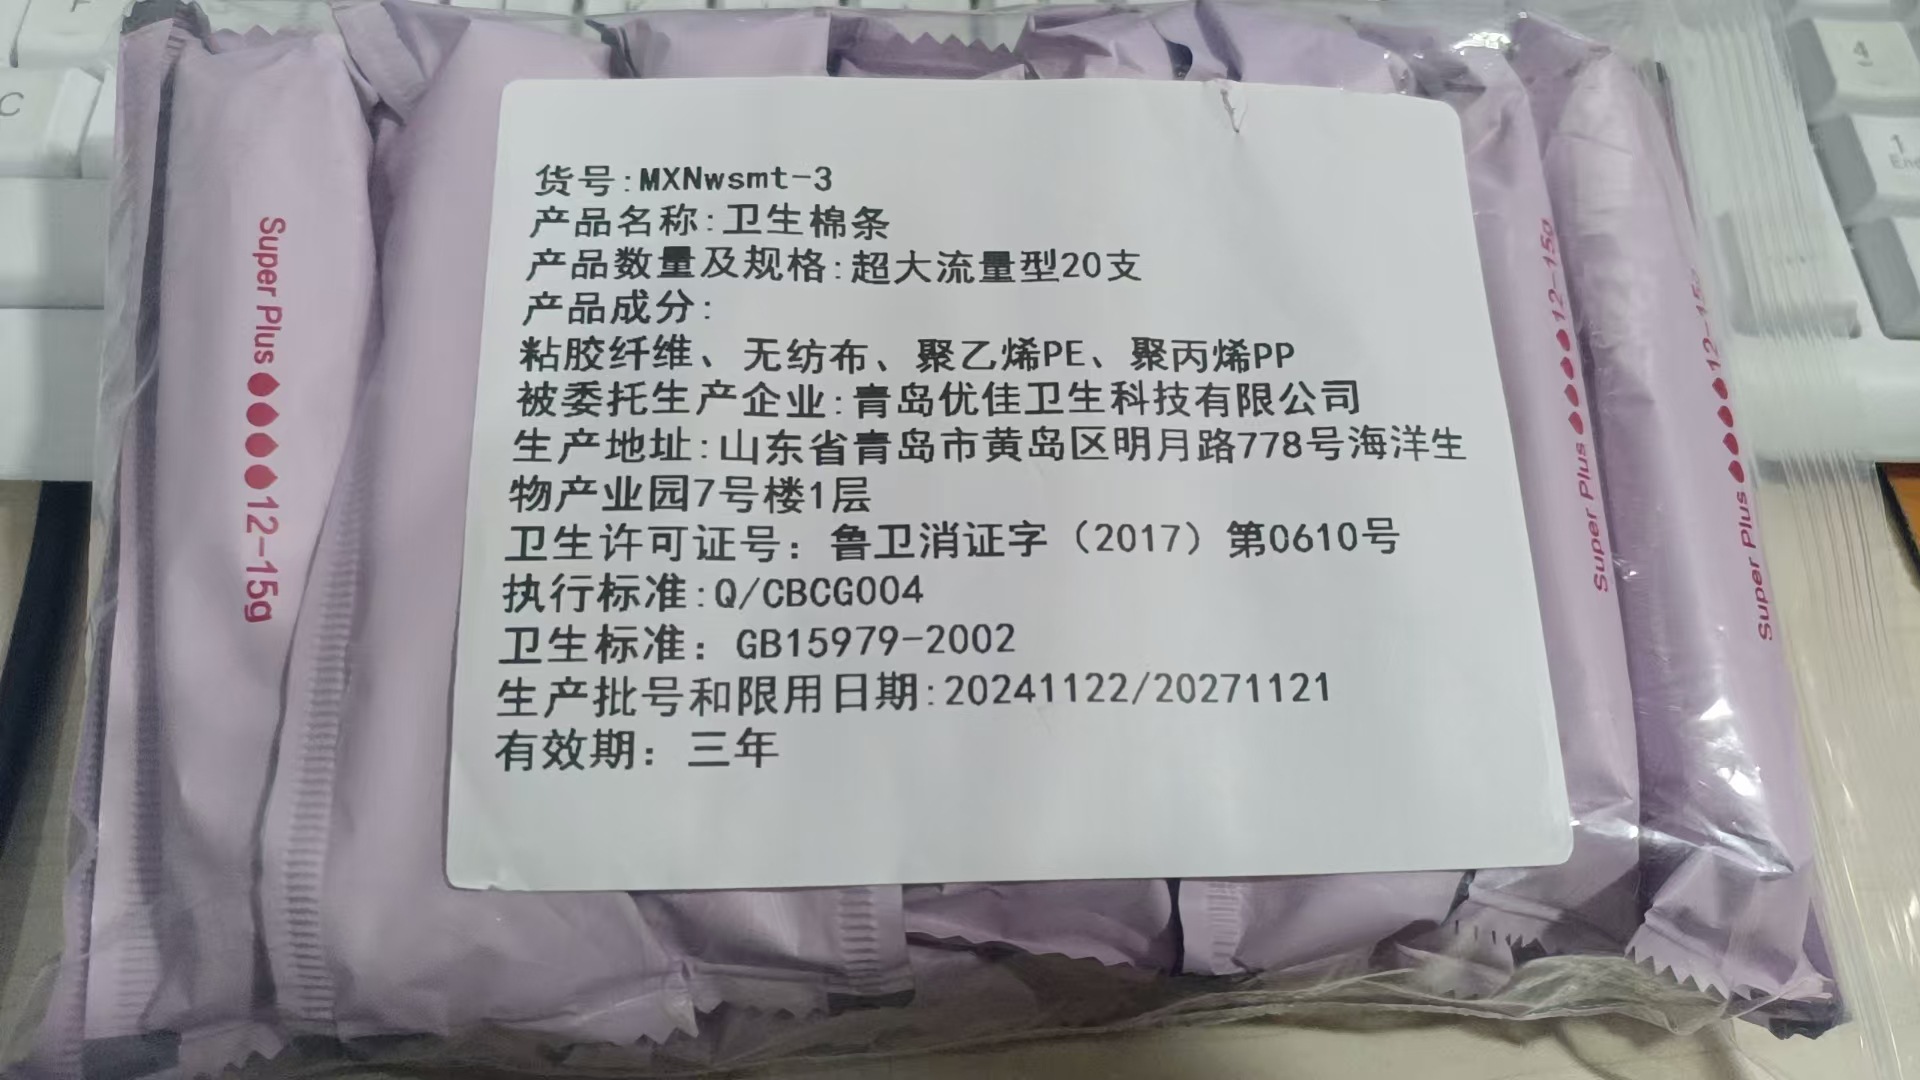 货号:MXNwsmt-3
产品名称:卫生棉条
产品数量及规格:超大流量型20支
产品成分:
粘胶纤维、无纺布、聚乙烯PE、聚丙烯PP
被委托生产企业:青岛优佳卫生科技有限公司
生产地址:山东省青岛市黄岛区明月路778号海洋生
物产业园7号楼1层
卫生许可证号：鲁卫消证字（2017）第0610号
执行标准:Q/CBCG004
卫生标准：GB15979-2002
生产批号和限用日期:20241122/20271121
有效期：三年
Super Plus 12-15g
Super Plus 12-15g
Super Plus 12-15g
C
4
1